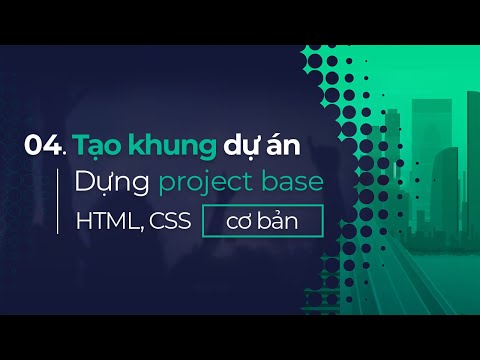 04. Tạo khung dự án
Dựng project base
HTML, CSS cơ bản